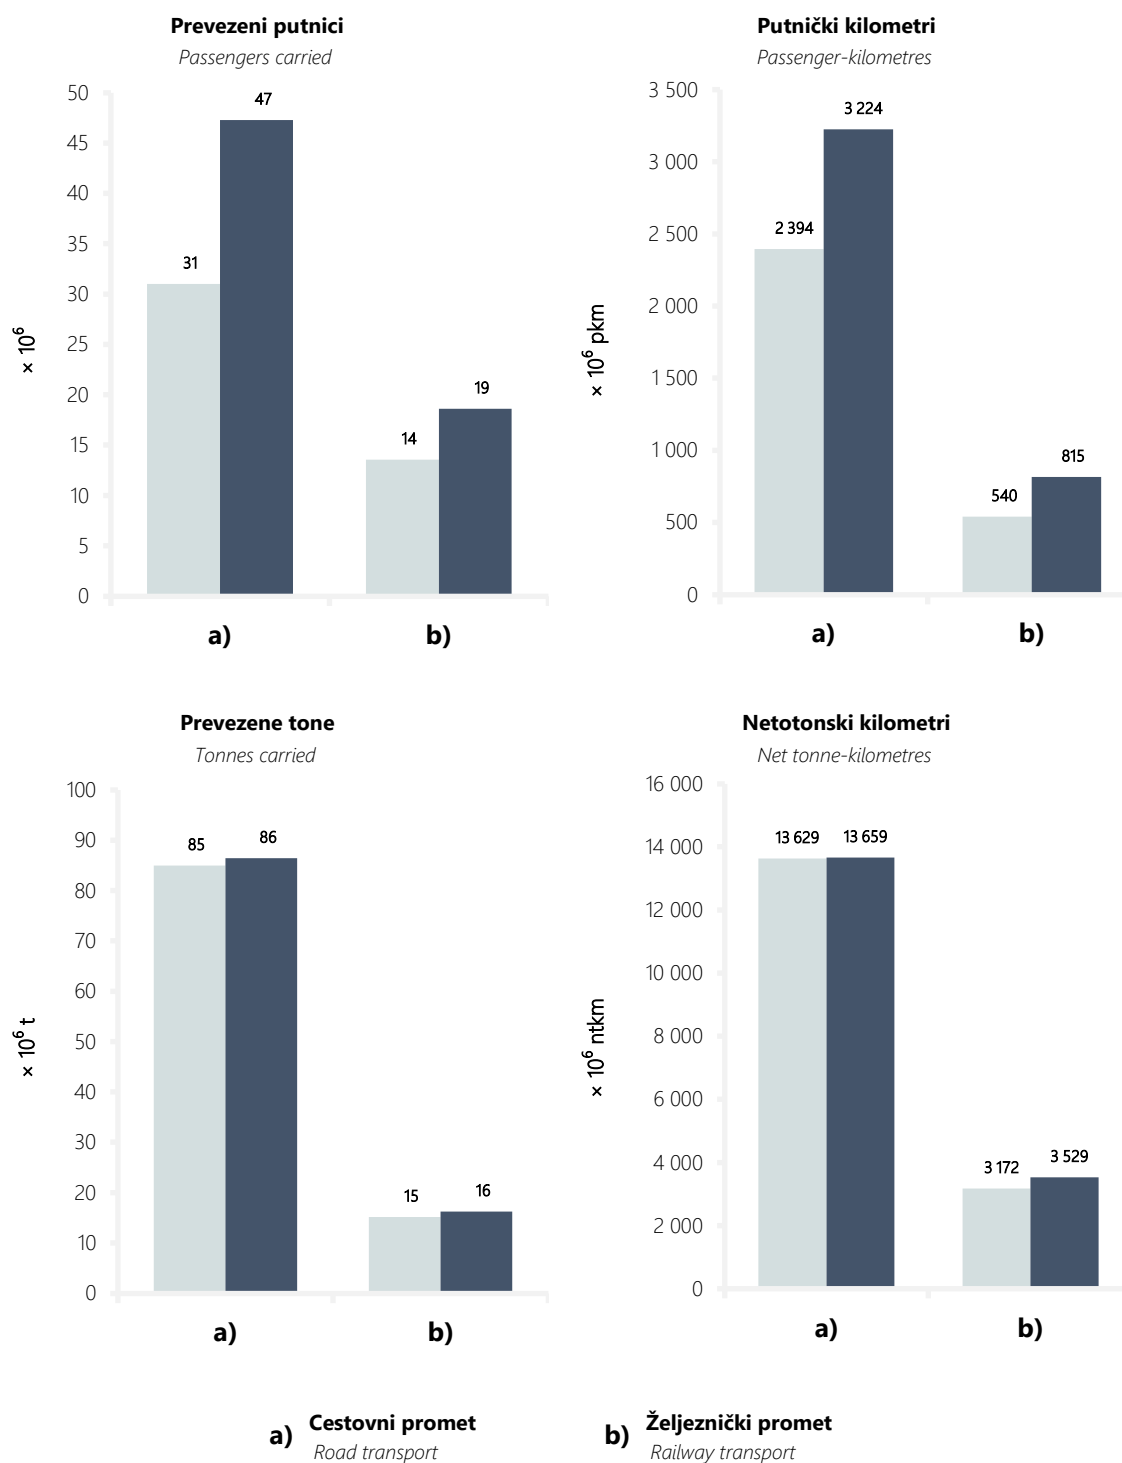 Prevezeni putnici
Passengers carried
50
45
40
35
30
25
20
15
10
5
0
× 10⁶
31
47
14
19
a)
b)
Putnički kilometri
Passenger-kilometres
3 500
3 000
2 500
2 000
1 500
1 000
500
0
× 10⁶ pkm
2 394
3 224
540
815
a)
b)
Prevezene tone
Tonnes carried
100
90
80
70
60
50
40
30
20
10
0
× 10⁶ t
85
86
15
16
a)
b)
Netotonski kilometri
Net tonne-kilometres
16 000
14 000
12 000
10 000
8 000
6 000
4 000
2 000
0
× 10⁶ ntkm
13 629
13 659
3 172
3 529
a)
b)
a) Cestovni promet
Road transport
b) Željeznički promet
Railway transport